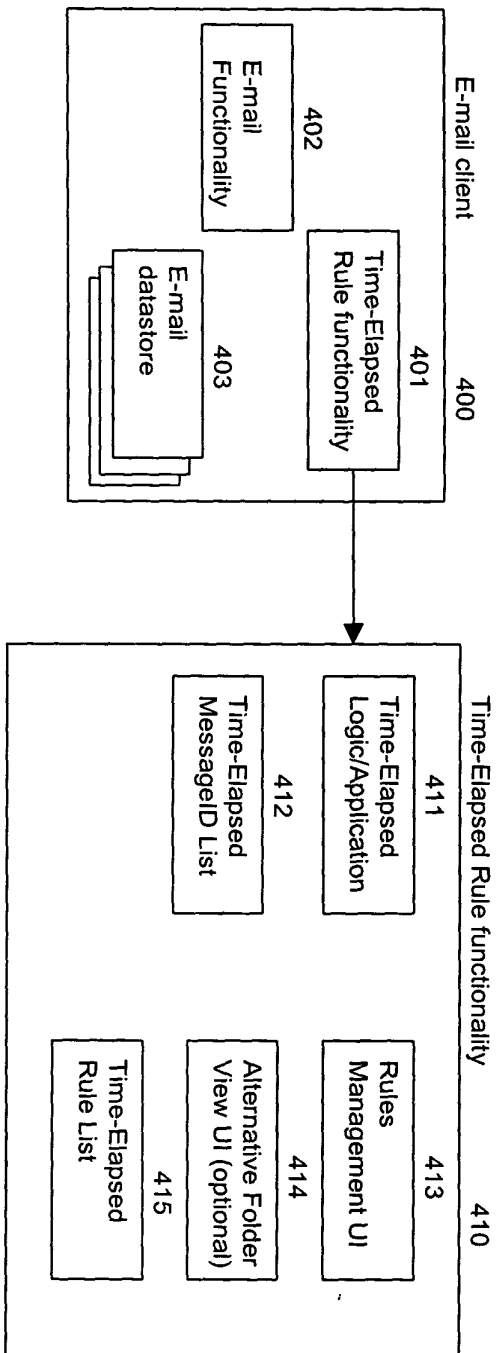 E-mail client
400
401
Time-Elapsed
Rule functionality
402
E-mail
Functionality
403
E-mail
datastore
Time-Elapsed Rule functionality
410
411
Time-Elapsed
Logic/Application
412
Time-Elapsed
MessageID List
413
Rules
Management UI
414
Alternative Folder
View UI (optional)
415
Time-Elapsed
Rule List